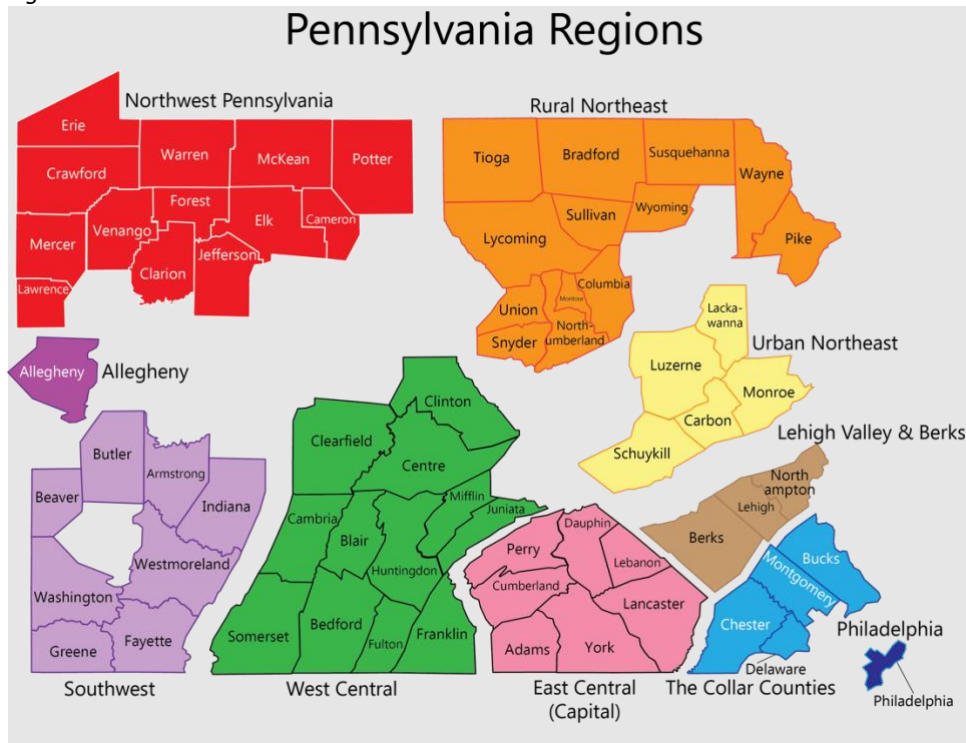 Pennsylvania Regions
Northwest Pennsylvania
Erie
Warren
McKean
Potter
Crawford
Forest
Venango
Elk
Cameron
Mercer
Jefferson
Clarion
Lawrence
Rural Northeast
Tioga
Bradford
Susquehanna
Wayne
Sullivan
Wyoming
Lycoming
Pike
Columbia
Montour
Union
North-
umberland
Snyder
Lacka-
wanna
Urban Northeast
Luzerne
Monroe
Carbon
Schuykill
Allegheny
Allegheny
Butler
Armstrong
Beaver
Indiana
Westmoreland
Washington
Fayette
Greene
Southwest
Clinton
Clearfield
Centre
Mifflin
Juniata
Cambria
Blair
Huntingdon
Somerset
Bedford
Fulton
Franklin
West Central
Dauphin
Perry
Lebanon
Cumberland
Lancaster
Adams
York
East Central
(Capital)
Lehigh Valley & Berks
North
ampton
Lehigh
Berks
Bucks
Montgomery
Chester
Delaware
The Collar Counties
Philadelphia
Philadelphia